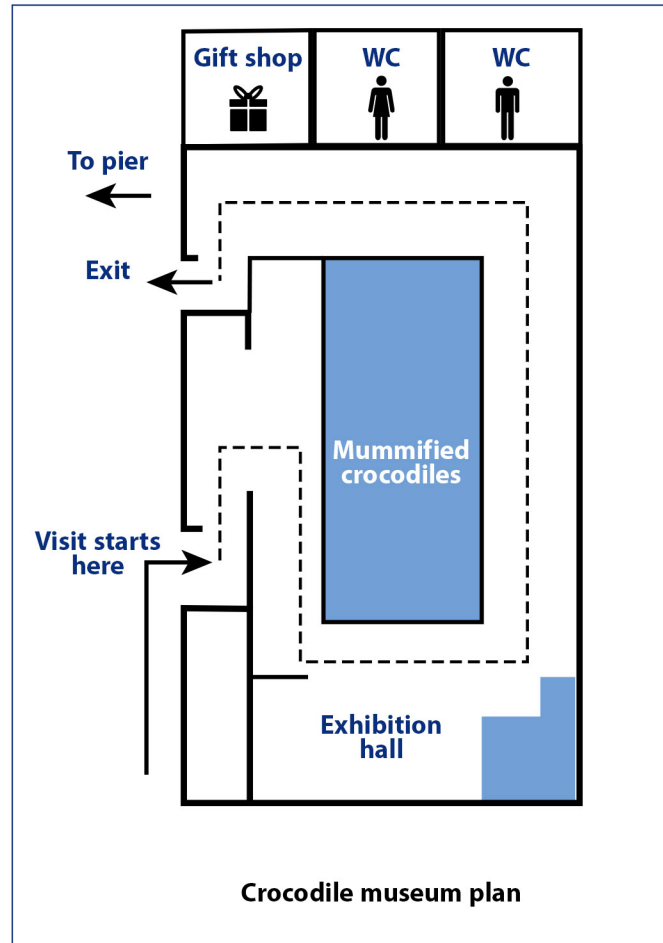 Gift shop
WC
WC
To pier
Exit
Mummified
crocodiles
Visit starts
here
Exhibition
hall
Crocodile museum plan